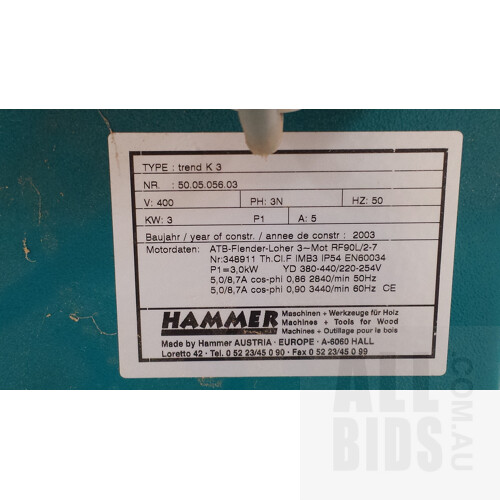 TYPE : trend K 3
NR. : 50.05.056.03
V: 400 PH: 3N HZ: 50
KW: 3 P1 A: 5
Baujahr / year of constr. / annee de constr : 2003
Motordaten: ATB-Flender-Loher 3~Mot RF90L/2-7
Nr:348911 Th.Cl.F IMB3 IP54 EN60034
P1=3,0kW YD 380-440/220-254V
5,0/8,7A cos-phi 0,86 2840/min 50Hz
5,0/8,7A cos-phi 0,90 3440/min 60Hz CE
HAMMER
Maschinen + Werkzeuge für Holz
Machines + Tools for Wood
Machines + Outillage pour le bois
Made by Hammer AUSTRIA - EUROPE - A-6060 HALL
Loretto 42 • Tel. 0 52 23/45 0 90 • Fax 0 52 23/45 0 99
ALL
BIDS
.COM.AU